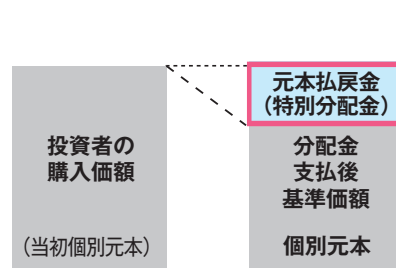 投資者の
購入価額
（当初個別元本）
元本払戻金
（特別分配金）
分配金
支払後
基準価額
個別元本